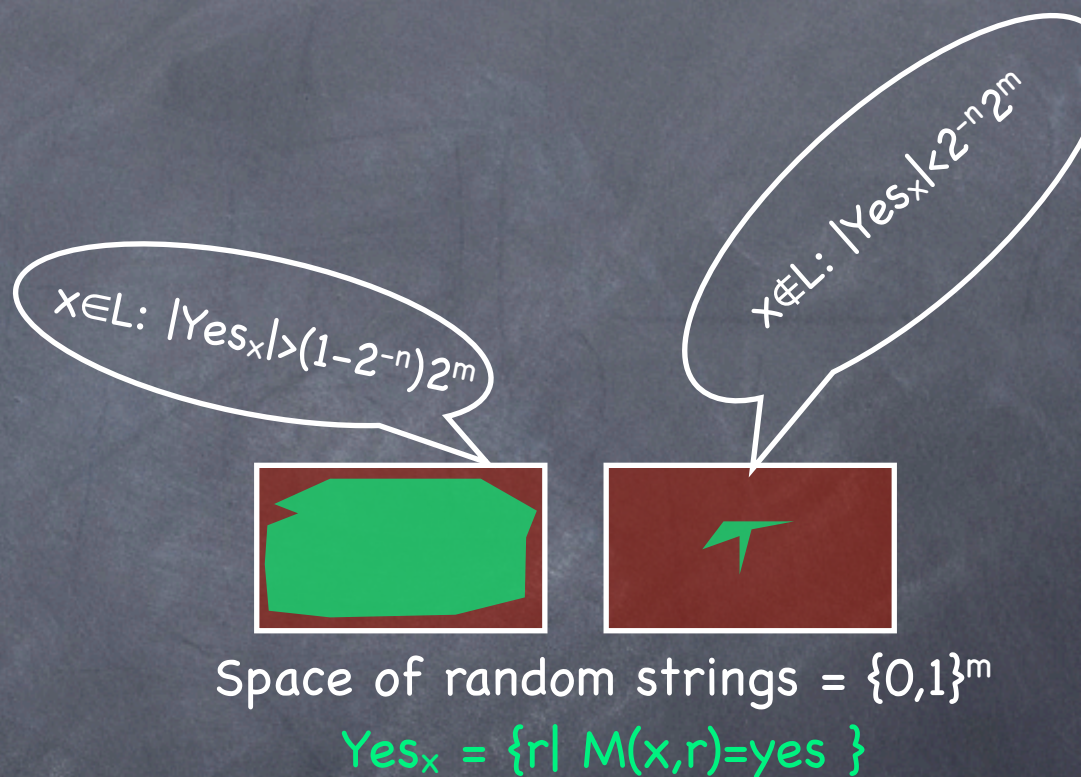 x∈L: |Yesₓ|>(1-2⁻ⁿ)2ᵐ
x∉L: |Yesₓ|<2⁻ⁿ2ᵐ
Space of random strings = {0,1}ᵐ
Yesₓ = {r| M(x,r)=yes }